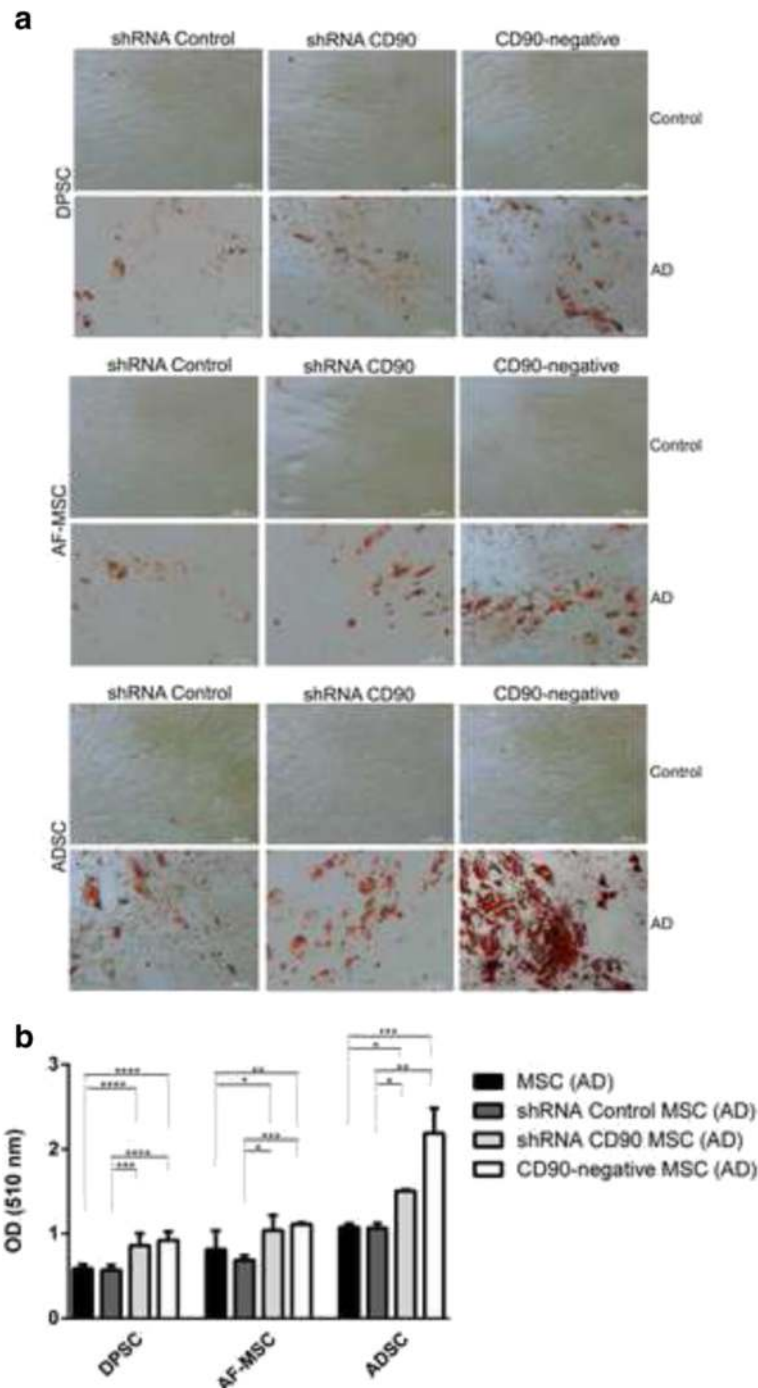 a
shRNA Control shRNA CD90 CD90-negative
DPSC
Control
AD
shRNA Control shRNA CD90 CD90-negative
AF-MSC
Control
AD
shRNA Control shRNA CD90 CD90-negative
ADSC
Control
AD
b
OD (510 nm)
3
2
1
0
**** ****
*** ****
* **
* ***
* ***
* **
DPSC AF-MSC ADSC
MSC (AD)
shRNA Control MSC (AD)
shRNA CD90 MSC (AD)
CD90-negative MSC (AD)